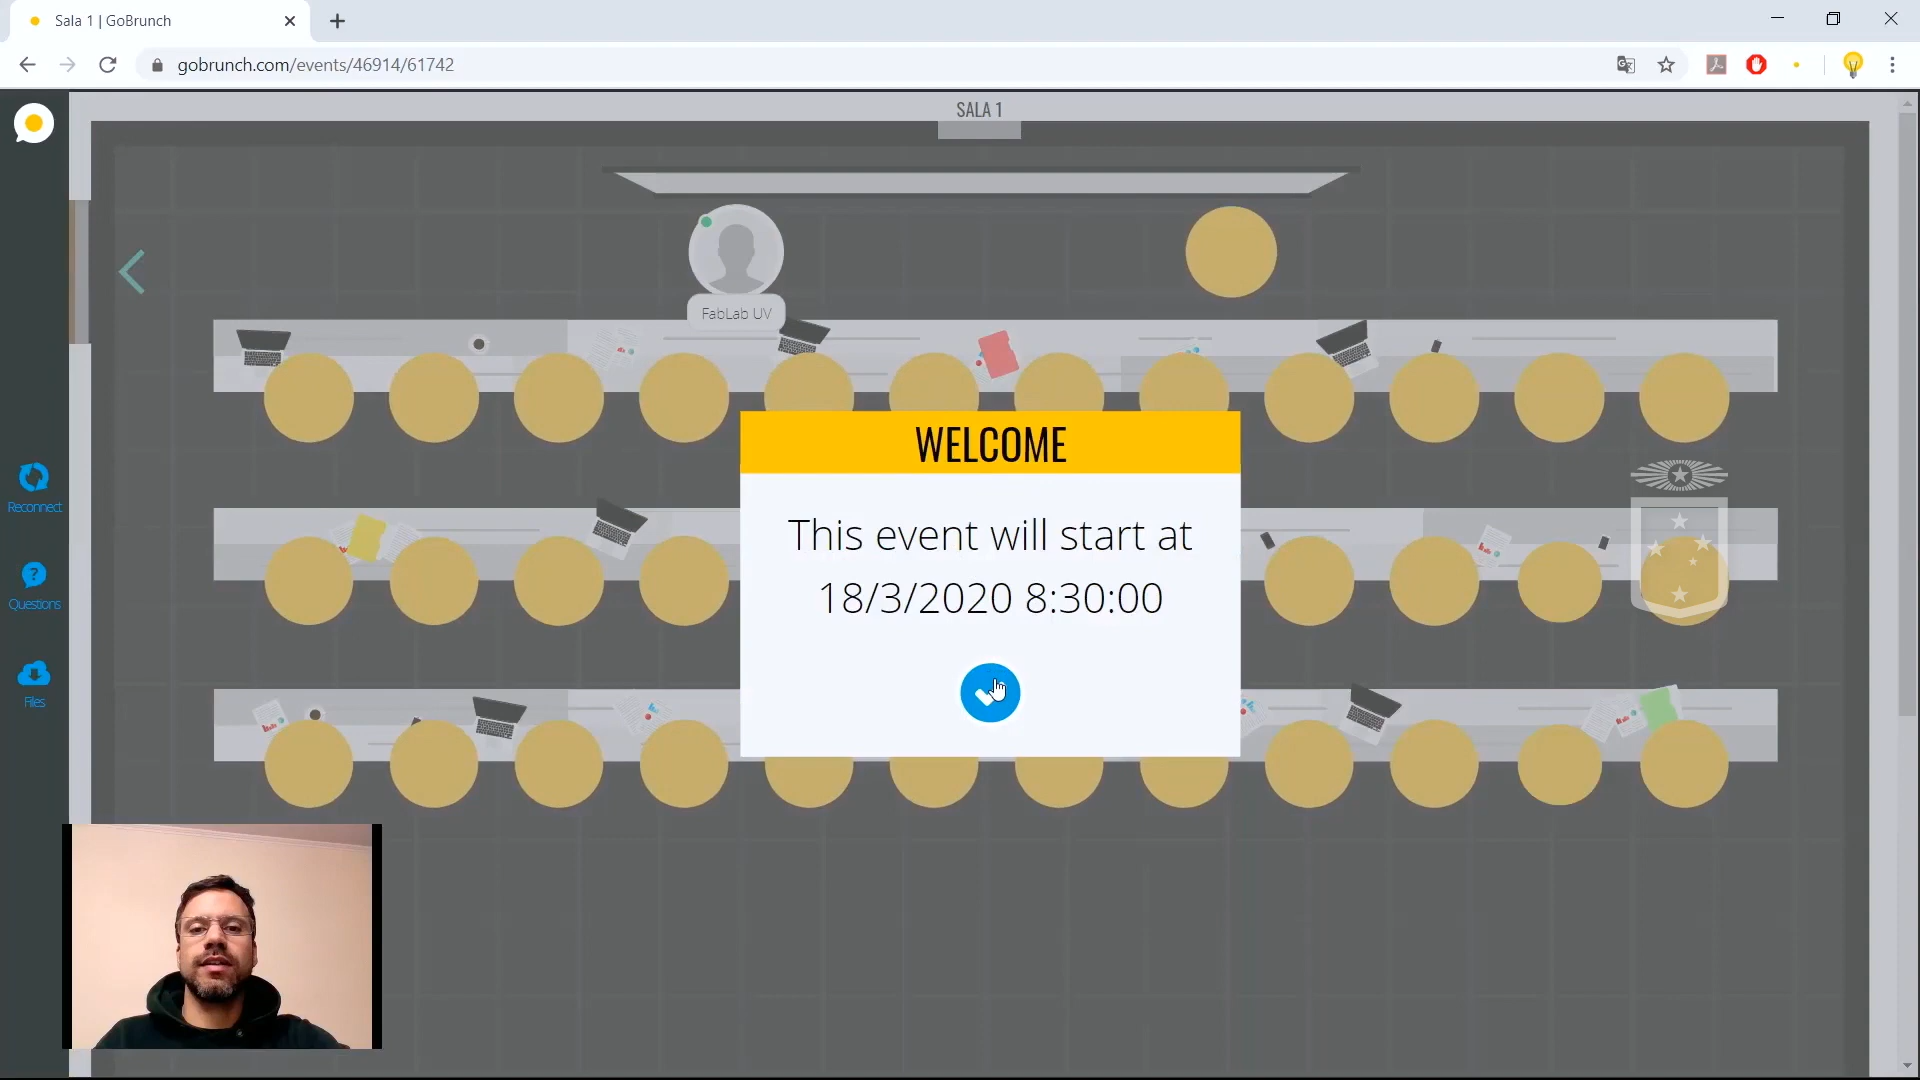 Sala 1 | GoBrunch
gobrunch.com/events/46914/61742
SALA 1
FabLab UV
WELCOME
This event will start at
18/3/2020 8:30:00
Reconnect
Questions
Files